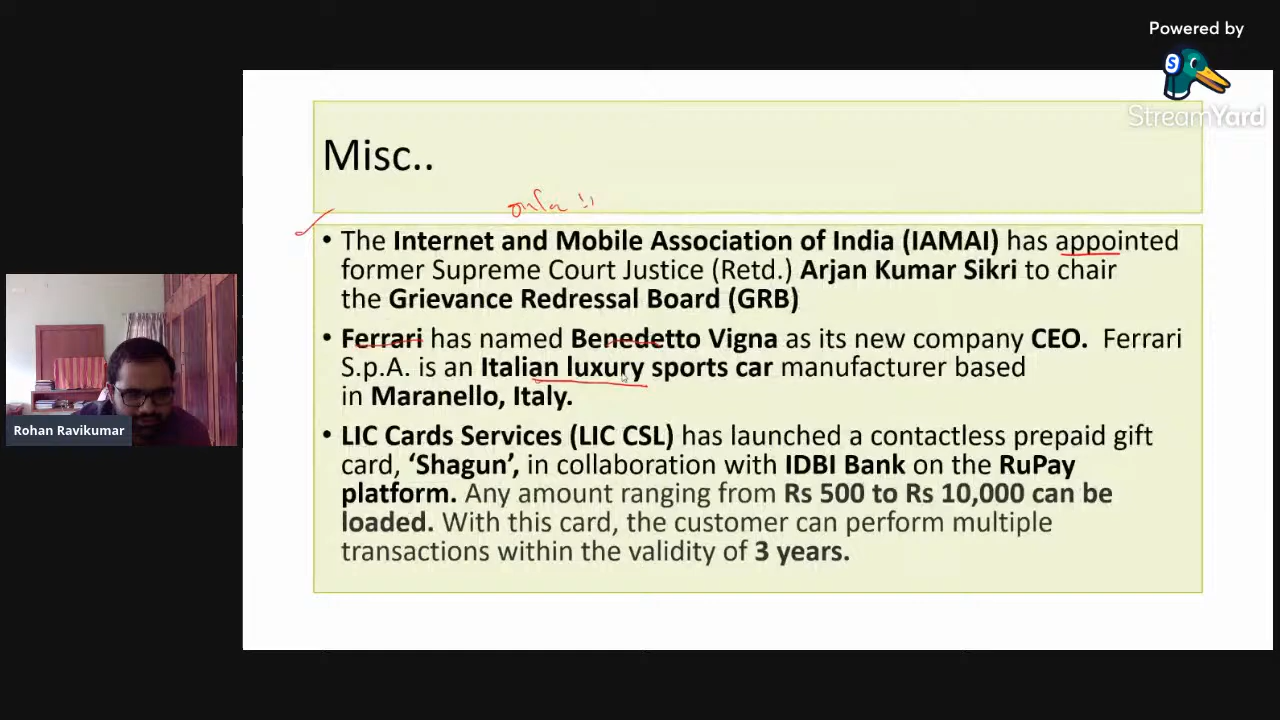 Powered by
StreamYard
Misc..
• The Internet and Mobile Association of India (IAMAI) has appointed
former Supreme Court Justice (Retd.) Arjan Kumar Sikri to chair
the Grievance Redressal Board (GRB)
• Ferrari has named Benedetto Vigna as its new company CEO. Ferrari
S.p.A. is an Italian luxury sports car manufacturer based
in Maranello, Italy.
• LIC Cards Services (LIC CSL) has launched a contactless prepaid gift
card, ‘Shagun’, in collaboration with IDBI Bank on the RuPay
platform. Any amount ranging from Rs 500 to Rs 10,000 can be
loaded. With this card, the customer can perform multiple
transactions within the validity of 3 years.
Rohan Ravikumar